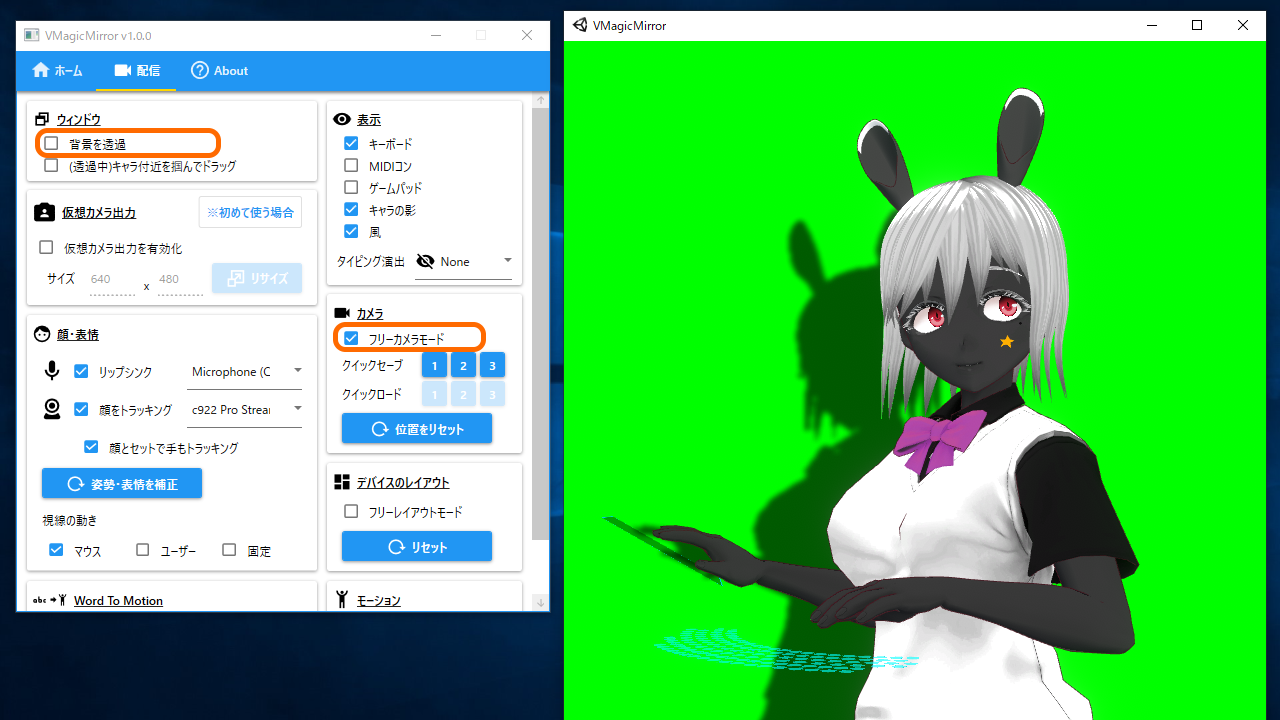 VMagicMirror v1.0.0
ホーム
配信
About
ウィンドウ
背景を透過
(透過中)キャラ付近を掴んでドラッグ
仮想カメラ出力
※初めて使う場合
仮想カメラ出力を有効化
サイズ 640 x 480
リサイズ
顔・表情
リップシンク Microphone (C
顔をトラッキング c922 Pro Strear
顔とセットで手もトラッキング
姿勢・表情を補正
視線の動き
マウス ユーザー 固定
abc Word To Motion
表示
キーボード
MIDIコン
ゲームパッド
キャラの影
風
タイピング演出 None
カメラ
フリーカメラモード
クイックセーブ 1 2 3
クイックロード 1 2 3
位置をリセット
デバイスのレイアウト
フリーレイアウトモード
リセット
モーション
VMagicMirror